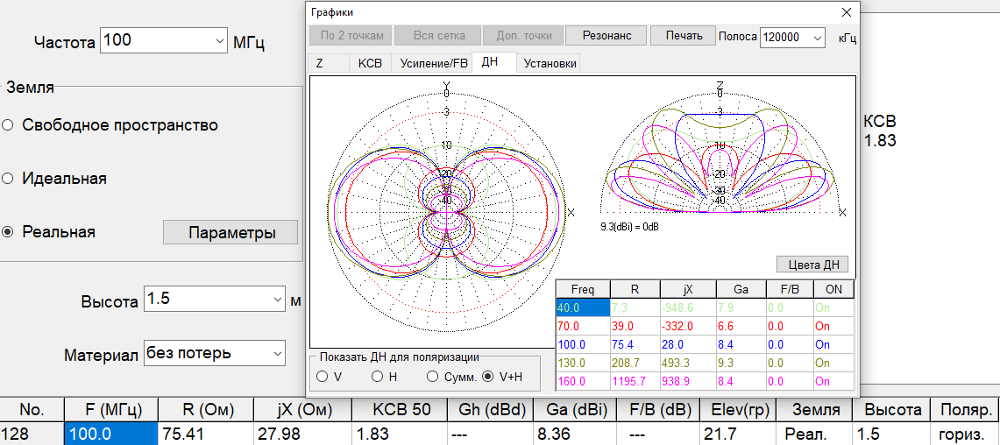 Графики
По 2 точкам Вся сетка Доп. точки Резонанс Печать Полоса 120000 кГц
Z КСВ Усиление/FB ДН Установки
Частота 100 МГц
Земля
Свободное пространство
Идеальная
Реальная Параметры
Высота 1.5 м
Материал без потерь
Y
0
-3
-10
-20
-30
-40
X
Z
0
-3
-10
-20
-30
-40
X
9.3(dBi) = 0dB
Цвета ДН
Freq R jX Ga F/B ON
40.0 7.3 -948.6 7.9 0.0 On
70.0 39.0 -332.0 6.6 0.0 On
100.0 75.4 28.0 8.4 0.0 On
130.0 208.7 493.3 9.3 0.0 On
160.0 1195.7 938.9 8.4 0.0 On
Показать ДН для поляризации
V H Сумм. V+H
КСВ
1.83
No. F (МГц) R (Ом) jX (Ом) КСВ 50 Gh (dBd) Ga (dBi) F/B (dB) Elev(гр) Земля Высота Поляр.
128 100.0 75.41 27.98 1.83 --- 8.36 --- 21.7 Реал. 1.5 гориз.